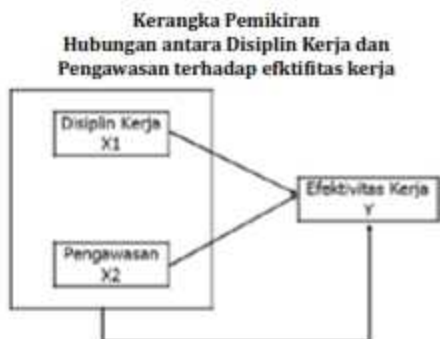 Kerangka Pemikiran
Hubungan antara Disiplin Kerja dan
Pengawasan terhadap efktifitas kerja
Disiplin Kerja
X1
Efektivitas Kerja
Y
Pengawasan
X2